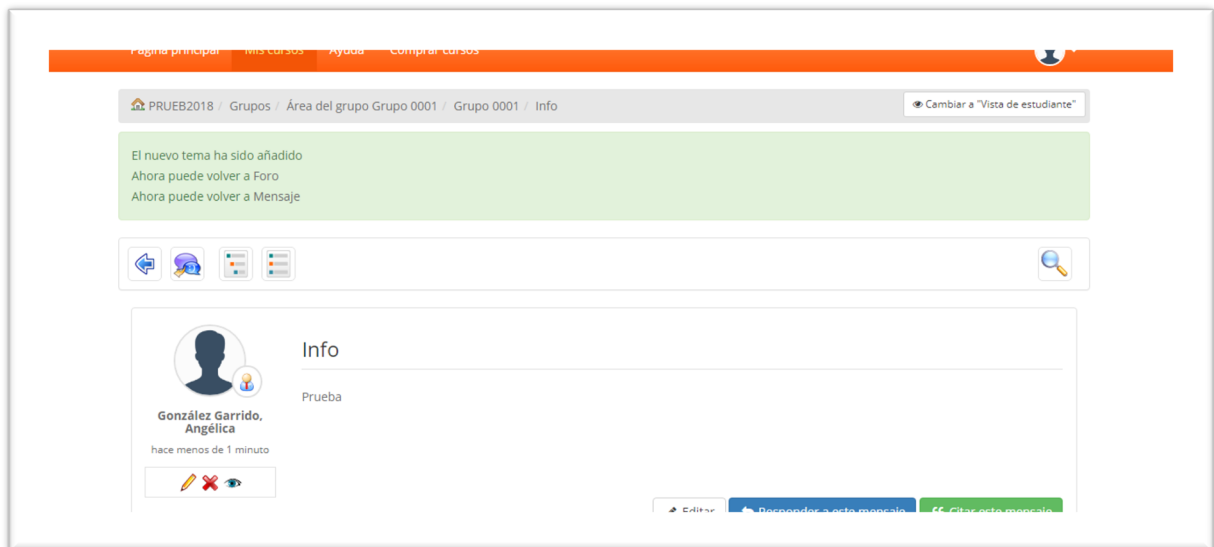 Página principal Mis cursos Ayuda Comprar cursos
PRUEB2018 / Grupos / Área del grupo Grupo 0001 / Grupo 0001 / Info
Cambiar a "Vista de estudiante"
El nuevo tema ha sido añadido
Ahora puede volver a Foro
Ahora puede volver a Mensaje
Info
Prueba
González Garrido,
Angélica
hace menos de 1 minuto
Editar
Responder a este mensaje
Citar este mensaje